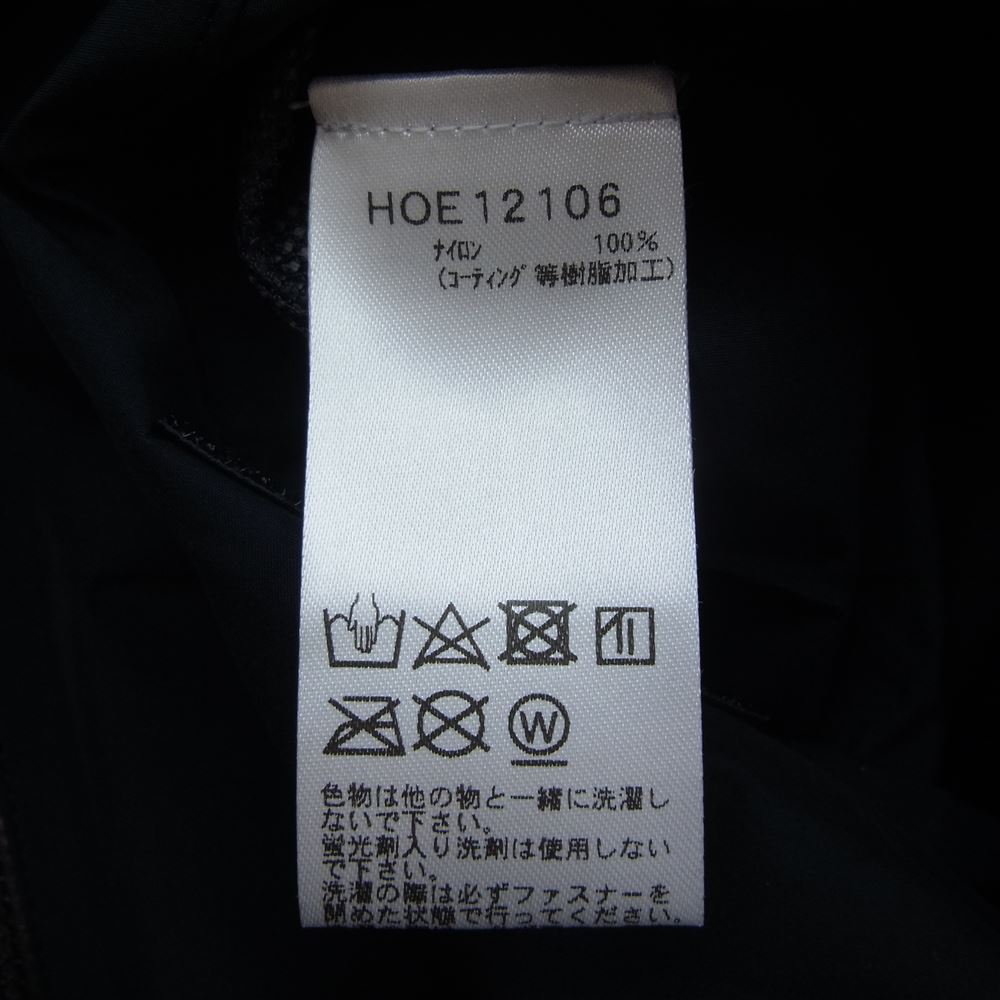 HOE12106
ﾅｲﾛﾝ 100%
(ｺｰﾃｨﾝｸﾞ 等樹脂加工)
W
色物は他の物と一緒に洗濯し
ないで下さい。
蛍光剤入り洗剤は使用しない
で下さい。
洗濯の際は必ずファスナーを
閉めた状態で行ってください。